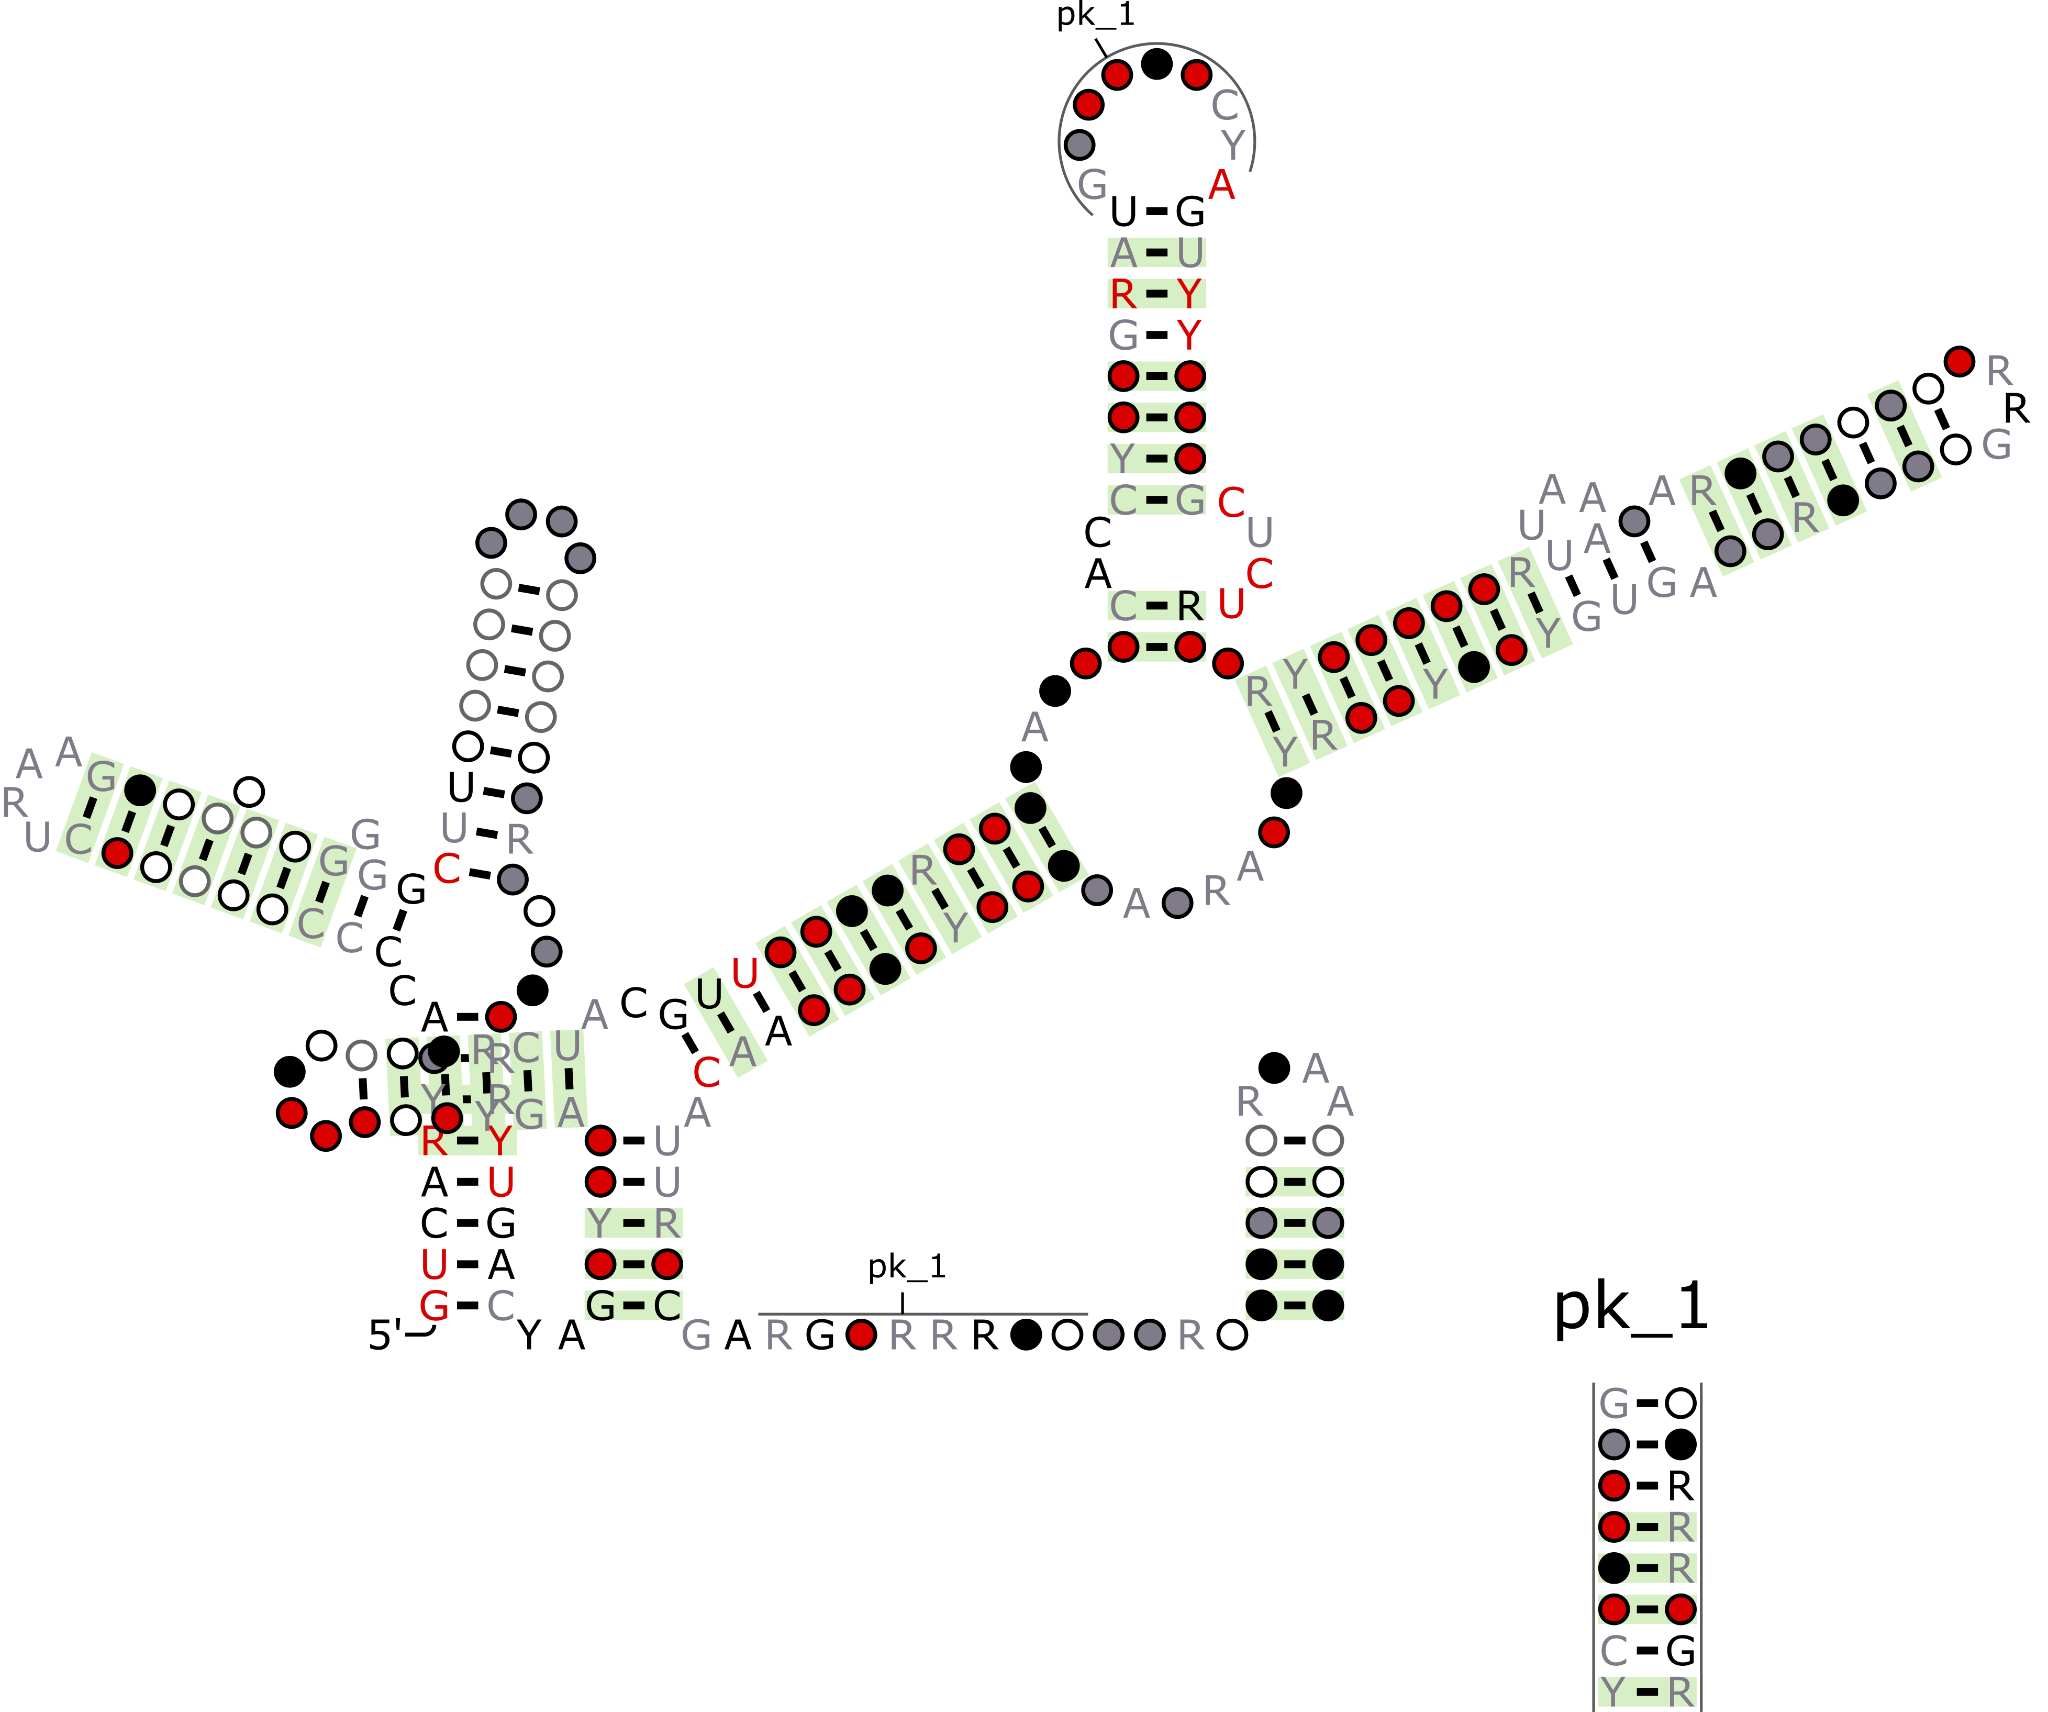 pk_1
C
Y
G
A
U G
A U
R Y
G Y
Y
C G C
C U
A C
C R U
R
R
G
A A A R
U U A R
R G U G A
Y
R Y Y
Y R
A
A A
R
G C
U G
U R
C
G G G
G
C C C
C
A
R Y
A R
A C G U U
A A
C
A
R C U
R
Y R
Y G A
R Y
A U
C G
U A
G C
5'
Y A
U
U
Y R
G C
G A R G R R R R
pk_1
R A A
A
pk_1
G
R
R
R
C G
Y R